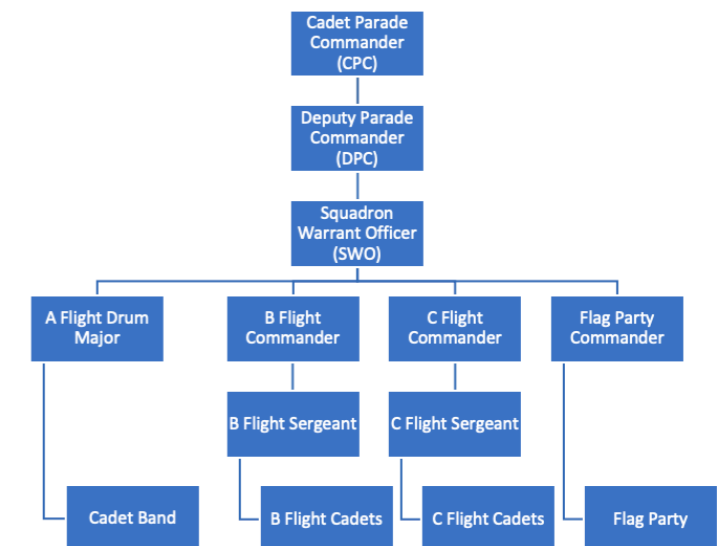 Cadet Parade
Commander
(CPC)
Deputy Parade
Commander
(DPC)
Squadron
Warrant Officer
(SWO)
A Flight Drum
Major
B Flight
Commander
C Flight
Commander
Flag Party
Commander
B Flight Sergeant
C Flight Sergeant
Cadet Band
B Flight Cadets
C Flight Cadets
Flag Party